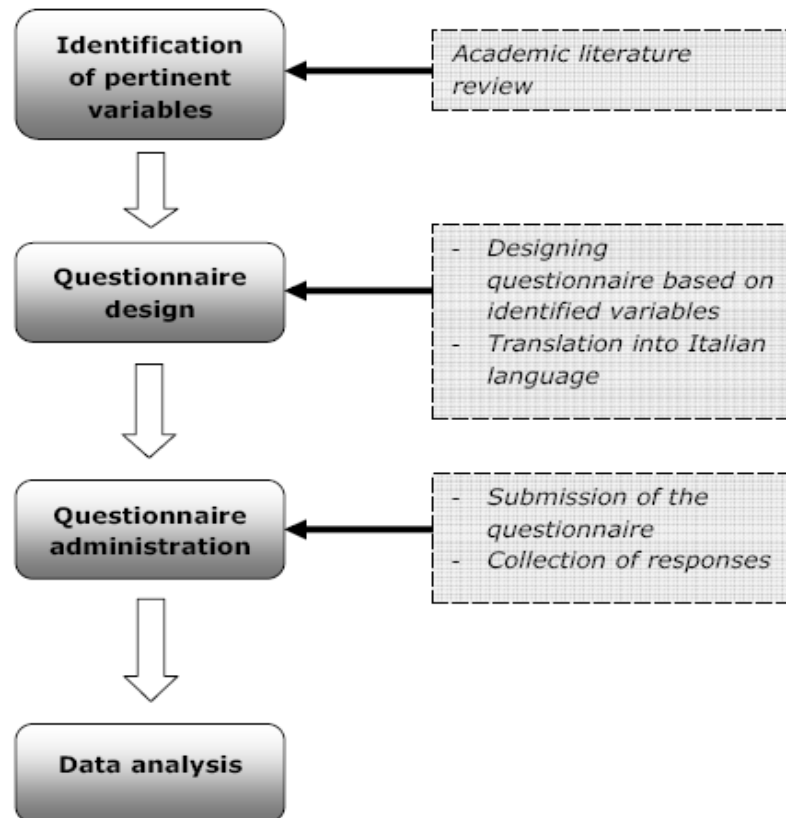 Identification
of pertinent
variables
Academic literature
review
Questionnaire
design
- Designing
questionnaire based on
identified variables
- Translation into Italian
language
Questionnaire
administration
- Submission of the
questionnaire
- Collection of responses
Data analysis